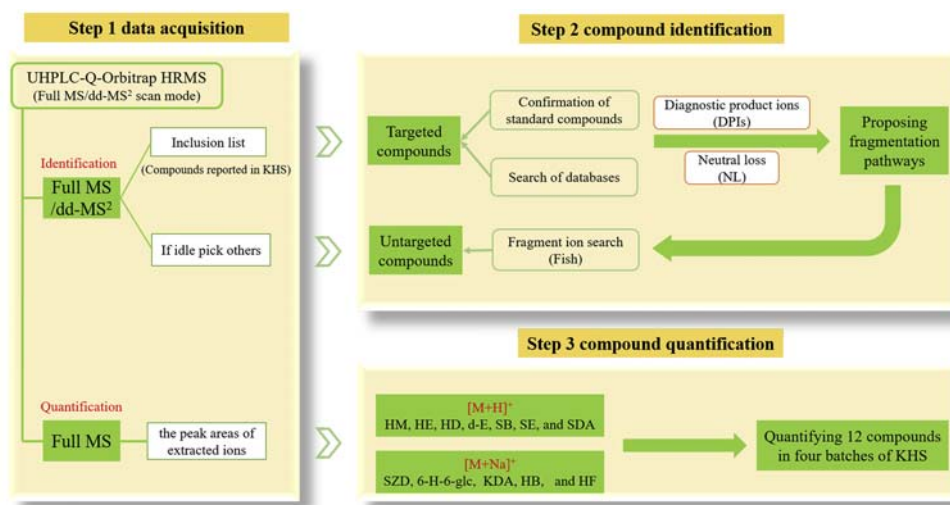 Step 1 data acquisition
UHPLC-Q-Orbitrap HRMS
(Full MS/dd-MS² scan mode)
Identification
Full MS
/dd-MS²
Inclusion list
(Compounds reported in KHS)
If idle pick others
Quantification
Full MS
the peak areas of
extracted ions
Step 2 compound identification
Targeted
compounds
Confirmation of
standard compounds
Search of databases
Diagnostic product ions
(DPIs)
Neutral loss
(NL)
Proposing
fragmentation
pathways
Untargeted
compounds
Fragment ion search
(Fish)
Step 3 compound quantification
[M+H]⁺
HM, HE, HD, d-E, SB, SE, and SDA
[M+Na]⁺
SZD, 6-H-6-glc, KDA, HB, and HF
Quantifying 12 compounds
in four batches of KHS